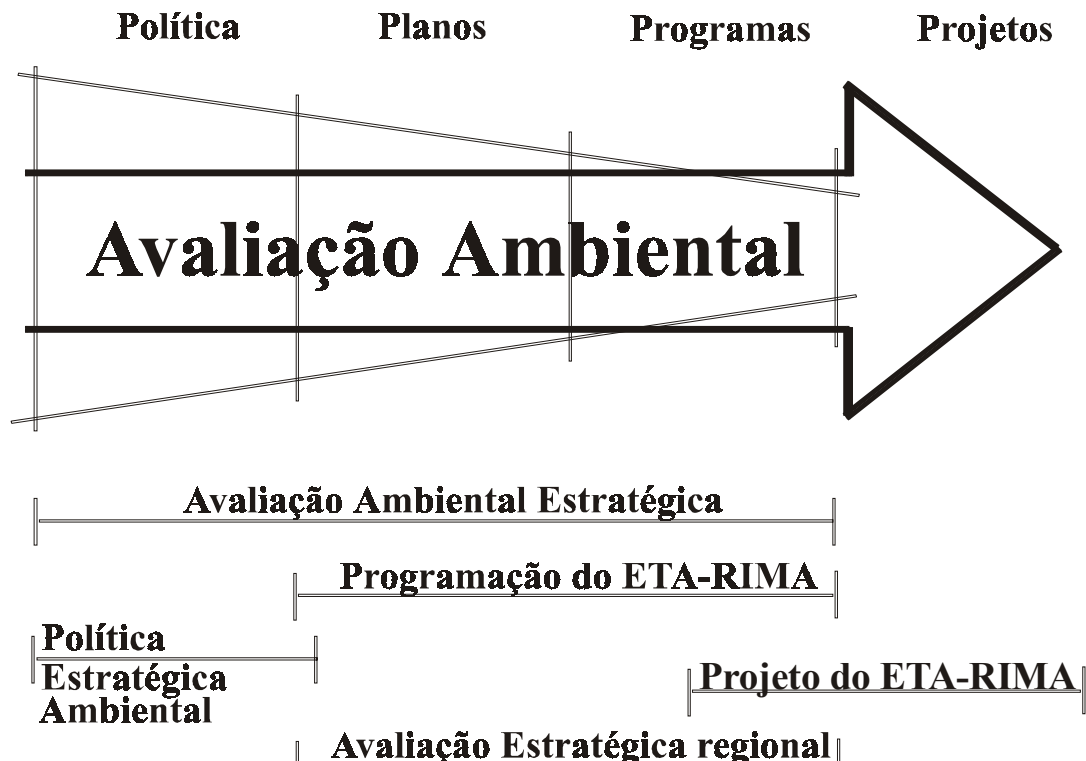 Política Planos Programas Projetos
Avaliação Ambiental
Avaliação Ambiental Estratégica
Programação do ETA-RIMA
Política
Estratégica
Ambiental
Projeto do ETA-RIMA
Avaliação Estratégica regional